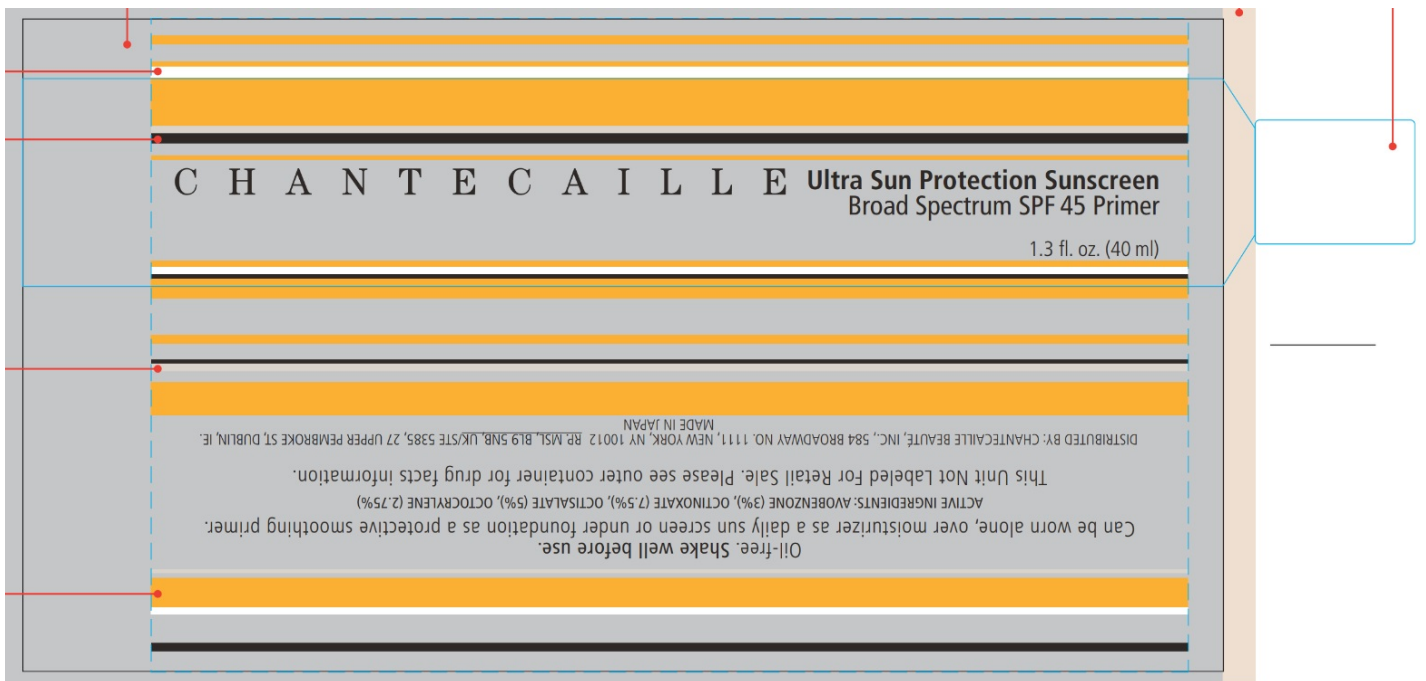 CHANTECAILLE
Ultra Sun Protection Sunscreen
Broad Spectrum SPF 45 Primer
1.3 fl. oz. (40 ml)
Oil-free. Shake well before use.
Can be worn alone, over moisturizer as a daily sun screen or under foundation as a protective smoothing primer.
ACTIVE INGREDIENTS: AVOBENZONE (3%), OCTINOXATE (7.5%), OCTISALATE (5%), OCTOCRYLENE (2.75%)
This Unit Not Labeled For Retail Sale. Please see outer container for drug facts information.
DISTRIBUTED BY: CHANTECAILLE BEAUTÉ, INC., 584 BROADWAY NO. 1111, NEW YORK, NY 10012 RP. MSL, BL9 5NB, UK/STE 5385, 27 UPPER PEMBROKE ST, DUBLIN, IE.
MADE IN JAPAN